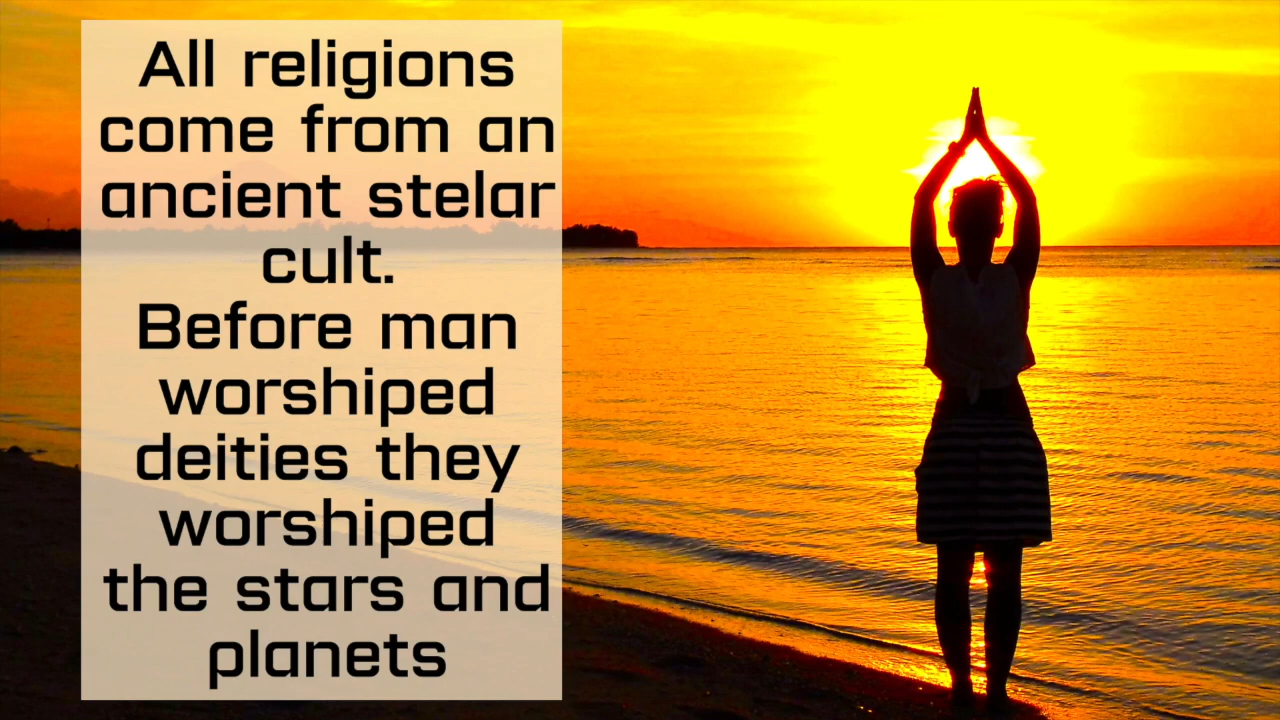 All religions
come from an
ancient stelar
cult.
Before man
worshiped
deities they
worshiped
the stars and
planets